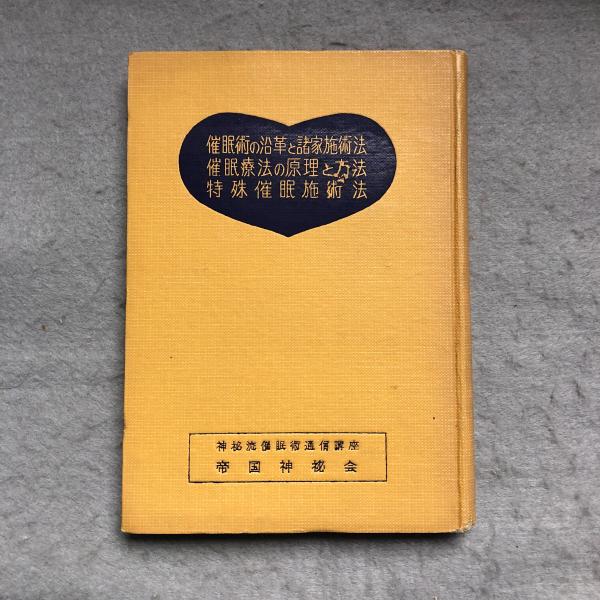 催眠術の沿革と諸家施術法
催眠療法の原理と方法
特殊催眠施術法
神秘流催眠術通信講座
帝国神秘会